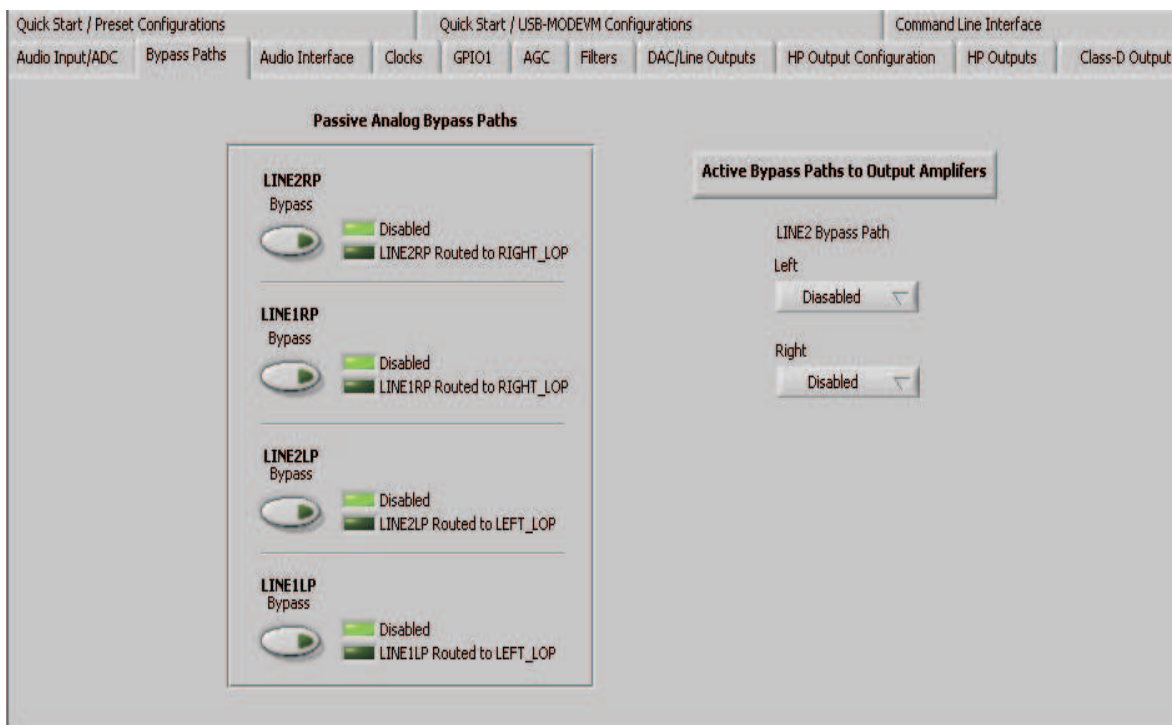 Quick Start / Preset Configurations
Quick Start / USB-MODEVM Configurations
Command Line Interface
Audio Input/ADC
Bypass Paths
Audio Interface
Clocks
GPIO1
AGC
Filters
DAC/Line Outputs
HP Output Configuration
HP Outputs
Class-D Output
Passive Analog Bypass Paths
LINE2RP
Bypass
Disabled
LINE2RP Routed to RIGHT_LOP
LINE1RP
Bypass
Disabled
LINE1RP Routed to RIGHT_LOP
LINE2LP
Bypass
Disabled
LINE2LP Routed to LEFT_LOP
LINE1LP
Bypass
Disabled
LINE1LP Routed to LEFT_LOP
Active Bypass Paths to Output Amplifers
LINE2 Bypass Path
Left
Diasabled
Right
Disabled